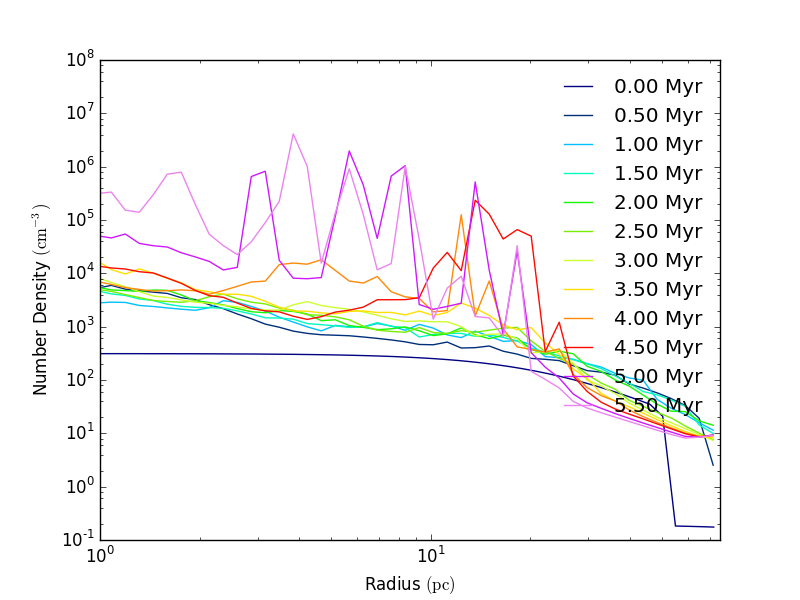 10^8
10^7
10^6
10^5
10^4
10^3
10^2
10^1
10^0
10^-1
10^0
10^1
Number Density (cm^-3)
Radius (pc)
0.00 Myr
0.50 Myr
1.00 Myr
1.50 Myr
2.00 Myr
2.50 Myr
3.00 Myr
3.50 Myr
4.00 Myr
4.50 Myr
5.00 Myr
5.50 Myr